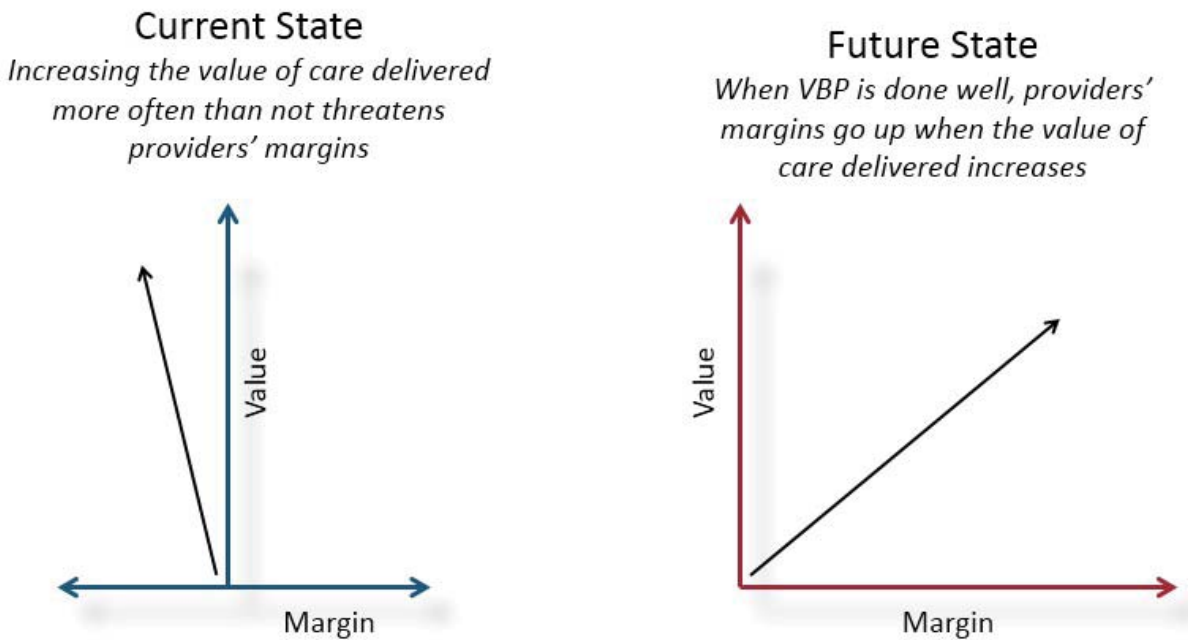 Current State
Increasing the value of care delivered
more often than not threatens
providers’ margins
Value
Margin
Future State
When VBP is done well, providers’
margins go up when the value of
care delivered increases
Value
Margin